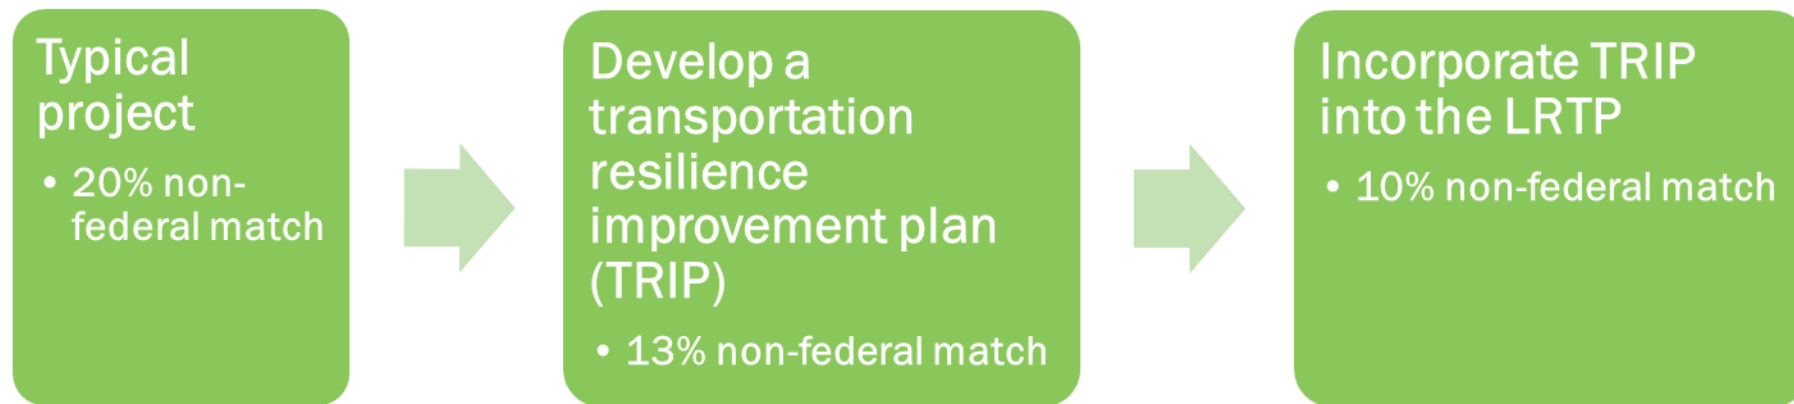 Typical
project
• 20% non-
federal match
Develop a
transportation
resilience
improvement plan
(TRIP)
• 13% non-federal match
Incorporate TRIP
into the LRTP
• 10% non-federal match